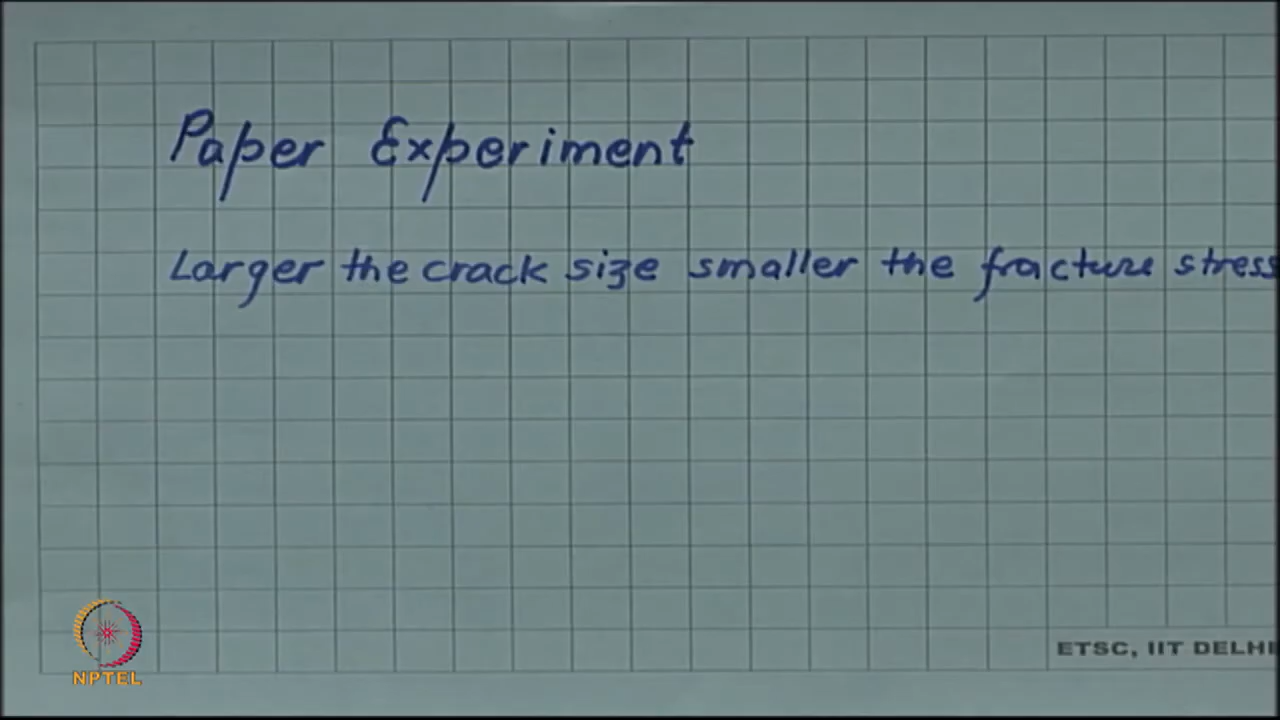 Paper Experiment
Larger the crack size smaller the fracture stress
NPTEL
ETSC, IIT DELHI